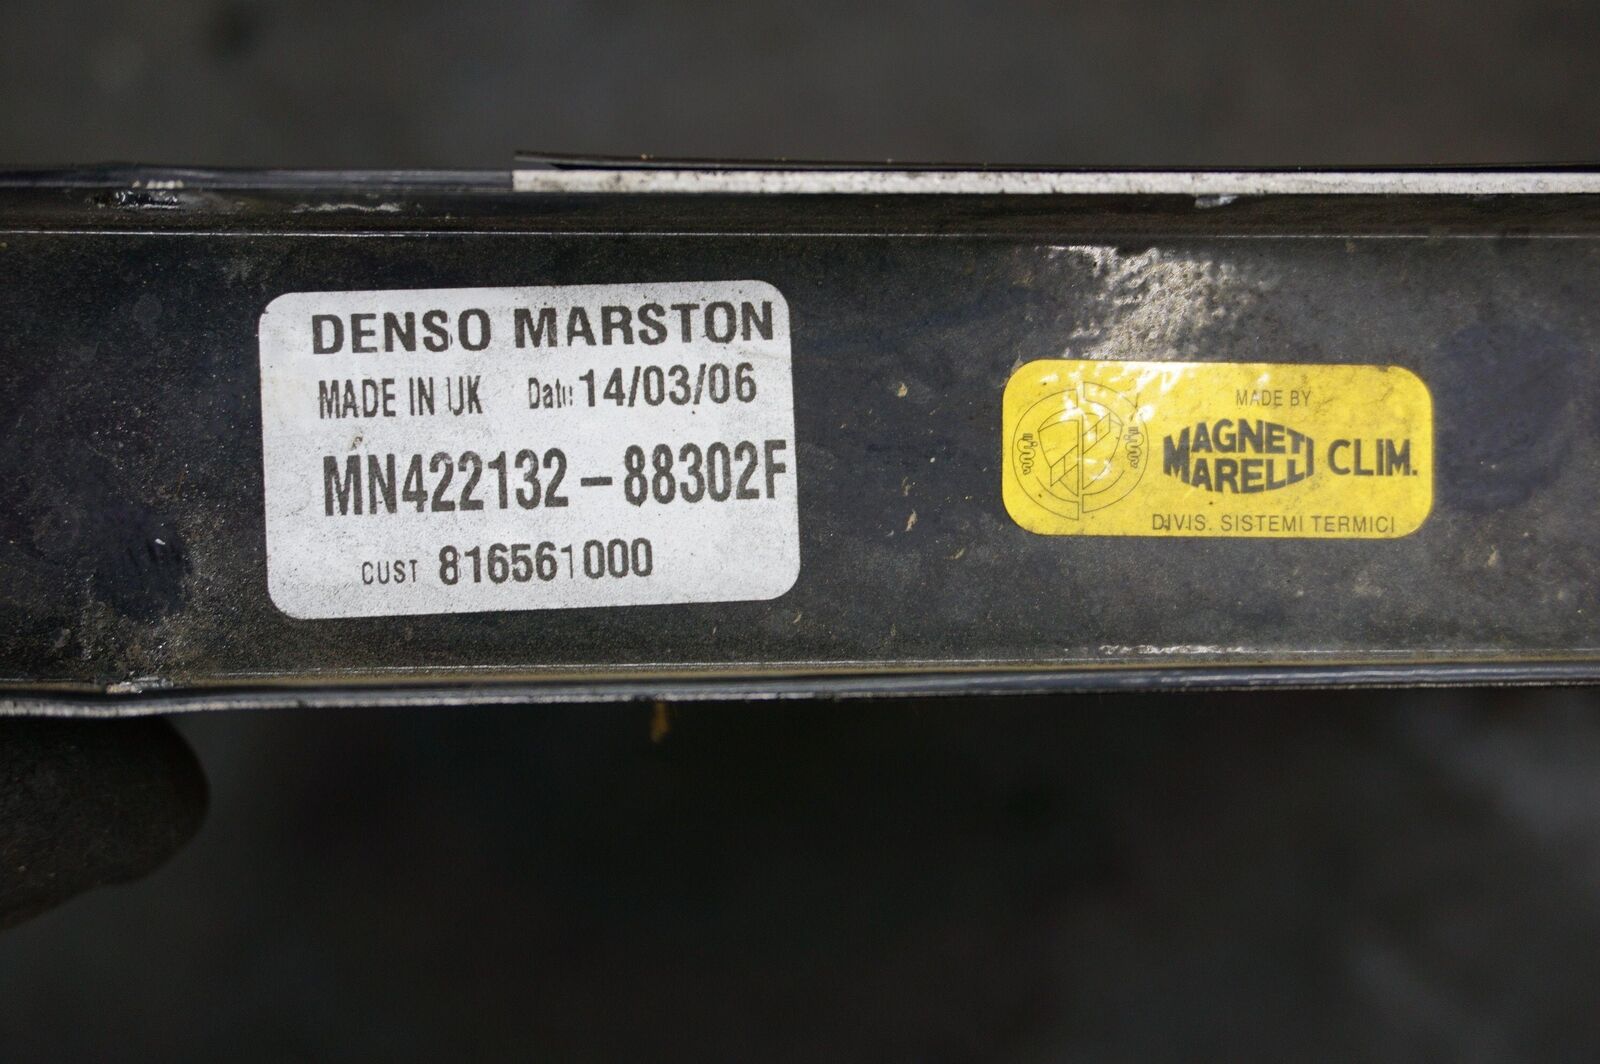 DENSO MARSTON
MADE IN UK Date: 14/03/06
MN422132-88302F
CUST 816561000
MADE BY
MAGNETI
MARELLI CLIM.
DIVIS. SISTEMI TERMICI